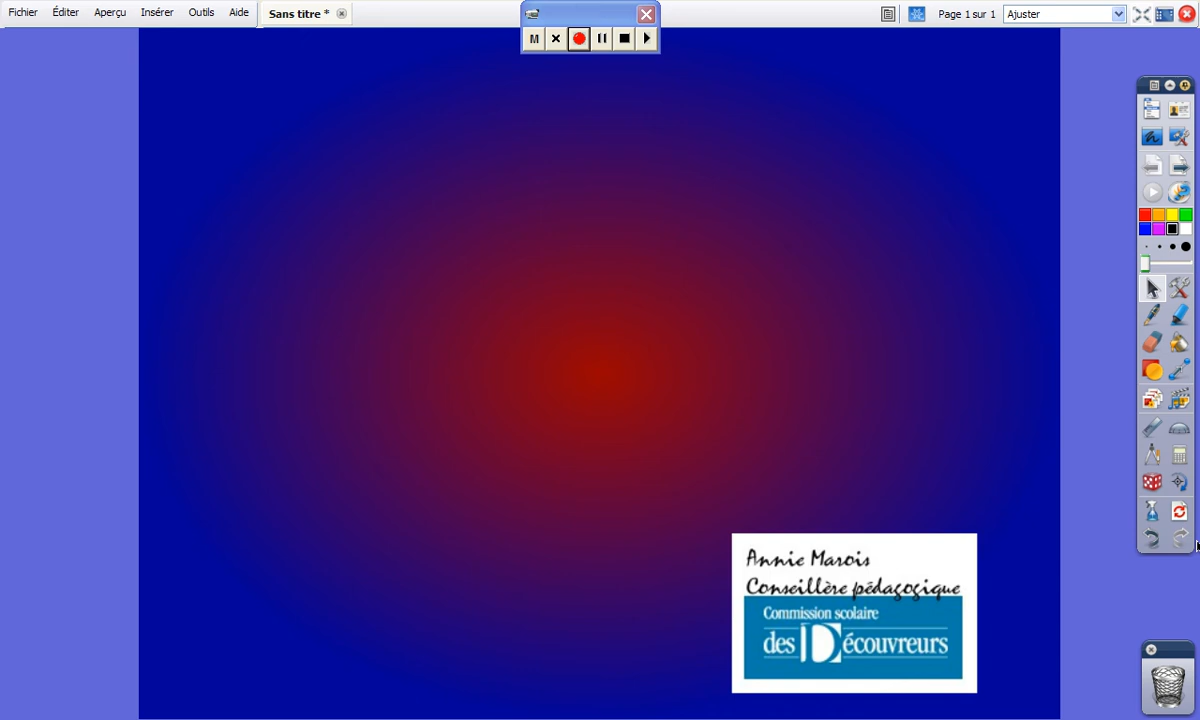 Fichier Éditer Aperçu Insérer Outils Aide Sans titre * Page 1 sur 1 Ajuster
M
Annie Marois
Conseillère pédagogique
Commission scolaire
des Découvreurs